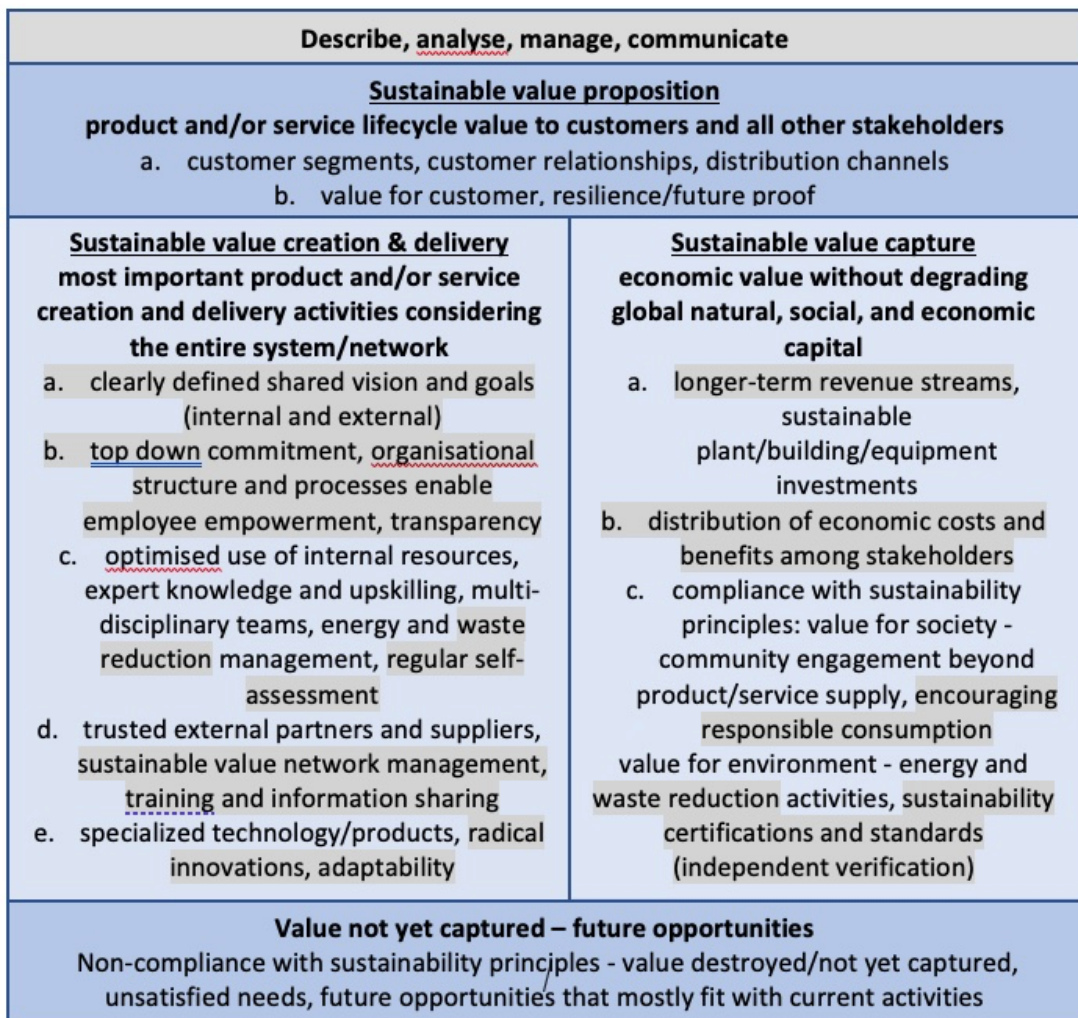 Describe, analyse, manage, communicate
Sustainable value proposition
product and/or service lifecycle value to customers and all other stakeholders
a. customer segments, customer relationships, distribution channels
b. value for customer, resilience/future proof
Sustainable value creation & delivery
most important product and/or service
creation and delivery activities considering
the entire system/network
a. clearly defined shared vision and goals
(internal and external)
b. top down commitment, organisational
structure and processes enable
employee empowerment, transparency
c. optimised use of internal resources,
expert knowledge and upskilling, multi-
disciplinary teams, energy and waste
reduction management, regular self-
assessment
d. trusted external partners and suppliers,
sustainable value network management,
training and information sharing
e. specialized technology/products, radical
innovations, adaptability
Sustainable value capture
economic value without degrading
global natural, social, and economic
capital
a. longer-term revenue streams,
sustainable
plant/building/equipment
investments
b. distribution of economic costs and
benefits among stakeholders
c. compliance with sustainability
principles: value for society -
community engagement beyond
product/service supply, encouraging
responsible consumption
value for environment - energy and
waste reduction activities, sustainability
certifications and standards
(independent verification)
Value not yet captured – future opportunities
Non-compliance with sustainability principles - value destroyed/not yet captured,
unsatisfied needs, future opportunities that mostly fit with current activities